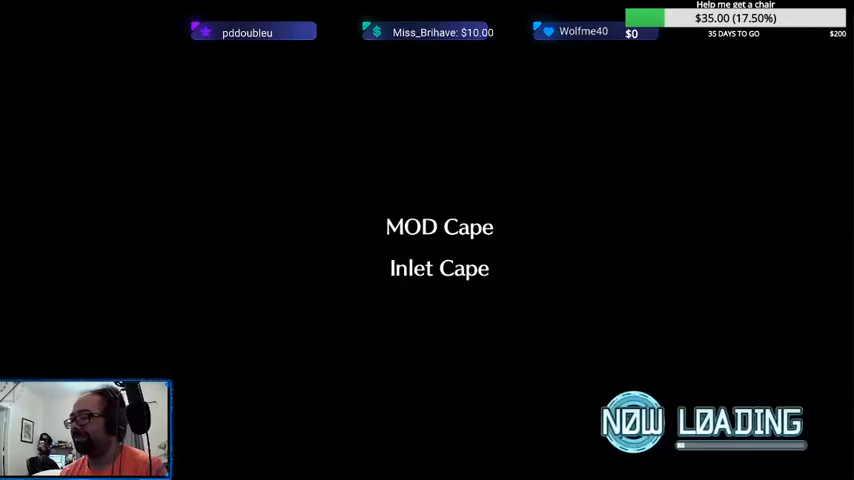 Help me get a chair
$35.00 (17.50%)
pddoubleu
Miss_Brihave: $10.00
Wolfme40
$0
35 DAYS TO GO
$200
MOD Cape
Inlet Cape
NOW LOADING